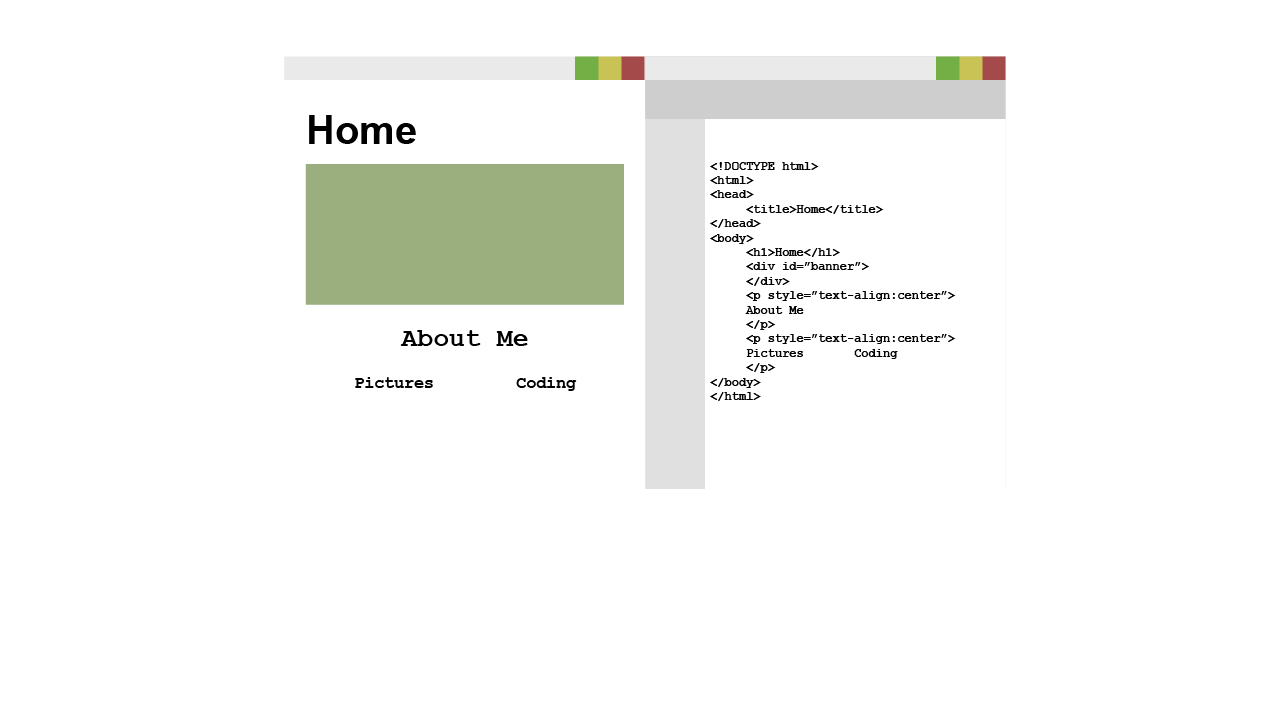 Home
About Me
Pictures Coding
<!DOCTYPE html>
<html>
<head>
<title>Home</title>
</head>
<body>
<h1>Home</h1>
<div id=”banner”>
</div>
<p style=”text-align:center”>
About Me
</p>
<p style=”text-align:center”>
Pictures Coding
</p>
</body>
</html>